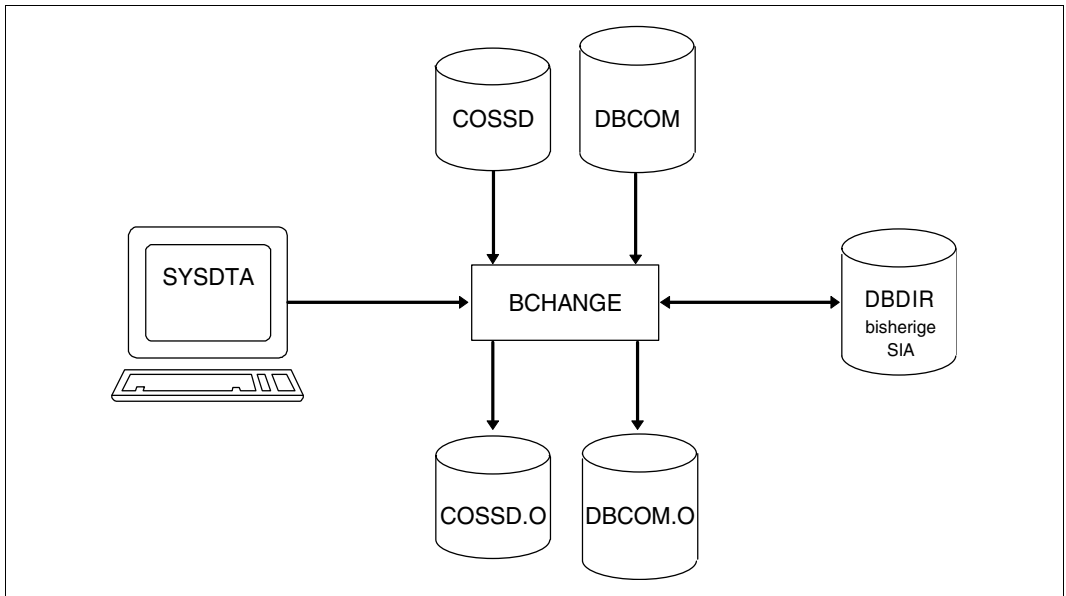 COSSD
DBCOM
SYSDTA
BCHANGE
DBDIR
bisherige
SIA
COSSD.O
DBCOM.O